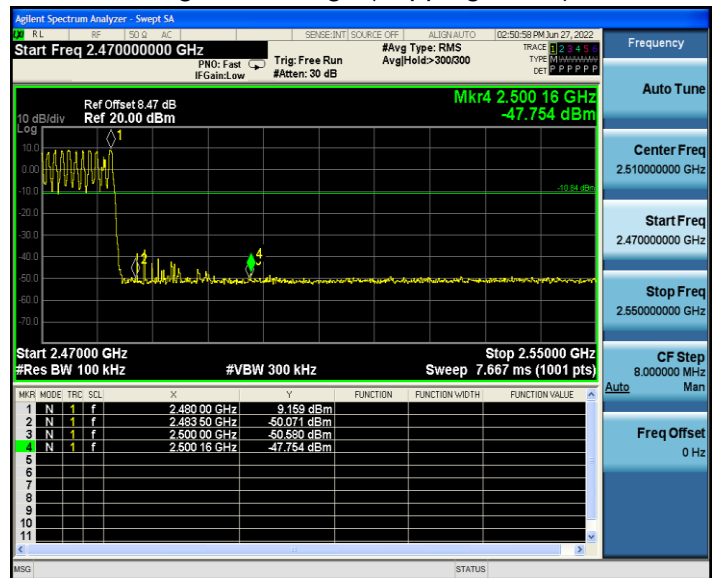 Agilent Spectrum Analyzer - Swept SA
RL RF 50 Ω AC SENSE:INT SOURCE OFF ALIGN AUTO 02:50:58 PM Jun 27, 2022
Start Freq 2.470000000 GHz
PNO: Fast
IFGain:Low
Trig: Free Run
#Atten: 30 dB
#Avg Type: RMS
Avg|Hold:>300/300
TRACE 1 2 3 4 5 6
TYPE M
DET P P P P P P
Frequency
Mkr4 2.500 16 GHz
-47.754 dBm
Ref Offset 8.47 dB
10 dB/div Ref 20.00 dBm
Log
1
10.0
0.00
-10.0
-10.84 dBm
-20.0
-30.0
-40.0
2
4
-50.0
-60.0
-70.0
Start 2.47000 GHz Stop 2.55000 GHz
#Res BW 100 kHz #VBW 300 kHz Sweep 7.667 ms (1001 pts)
MKR MODE TRC SCL X Y FUNCTION FUNCTION WIDTH FUNCTION VALUE
1 N 1 f 2.480 00 GHz 9.159 dBm
2 N 1 f 2.483 50 GHz -50.071 dBm
3 N 1 f 2.500 00 GHz -50.580 dBm
4 N 1 f 2.500 16 GHz -47.754 dBm
5
6
7
8
9
10
11
MSG STATUS
Auto Tune
Center Freq
2.510000000 GHz
Start Freq
2.470000000 GHz
Stop Freq
2.550000000 GHz
CF Step
8.000000 MHz
Auto Man
Freq Offset
0 Hz